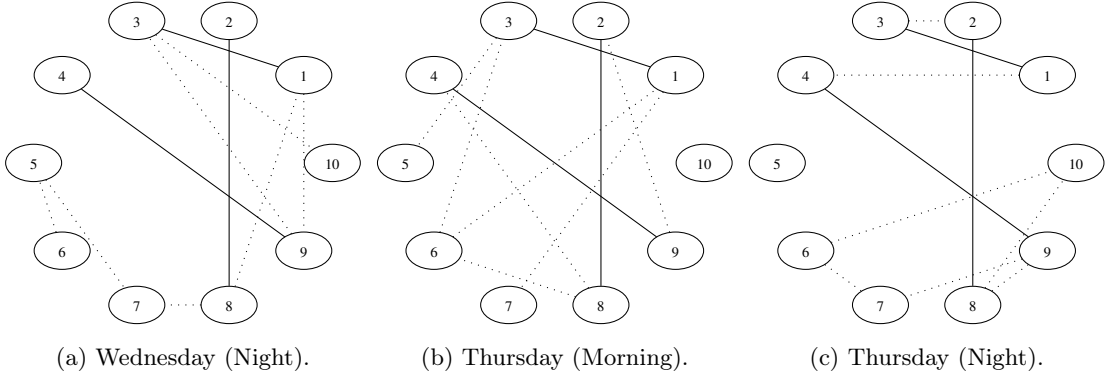 3 2 3 2 3 2
4 1 4 1 4 1
5 10 5 10 5 10
6 9 6 9 6 9
7 8 7 8 7 8
(a) Wednesday (Night). (b) Thursday (Morning). (c) Thursday (Night).